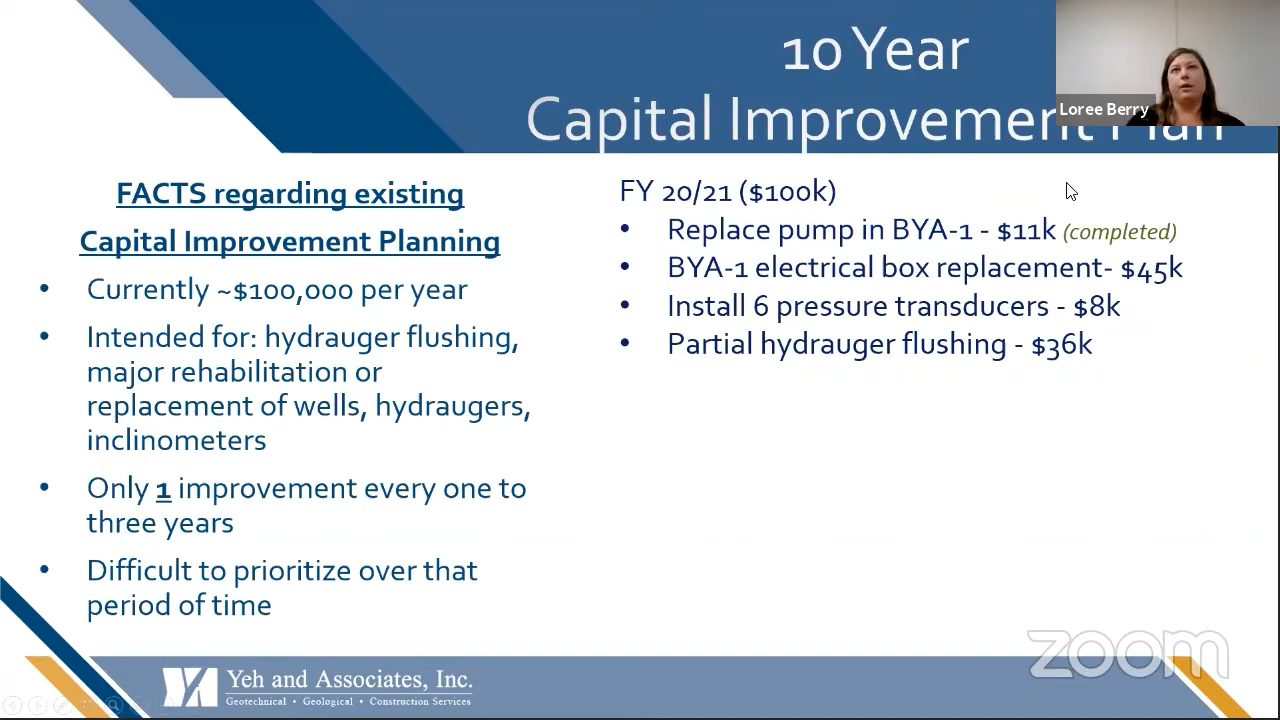 10 Year
Capital Improvement Plan
Loree Berry
FACTS regarding existing
Capital Improvement Planning
• Currently ~$100,000 per year
• Intended for: hydrauger flushing,
major rehabilitation or
replacement of wells, hydraugers,
inclinometers
• Only 1 improvement every one to
three years
• Difficult to prioritize over that
period of time
FY 20/21 ($100k)
• Replace pump in BYA-1 - $11k (completed)
• BYA-1 electrical box replacement- $45k
• Install 6 pressure transducers - $8k
• Partial hydrauger flushing - $36k
zoom
Yeh and Associates, Inc.
Geotechnical • Geological • Construction Services